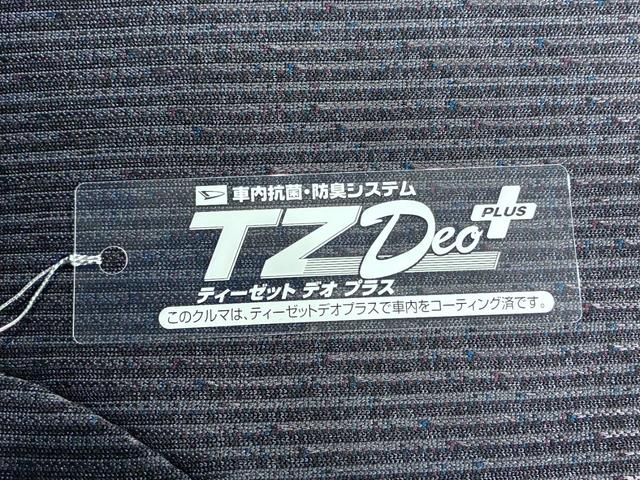 車内抗菌・防臭システム
TZ Deo PLUS
ティーゼット デオ プラス
このクルマは、ティーゼットデオプラスで車内をコーティング済です。